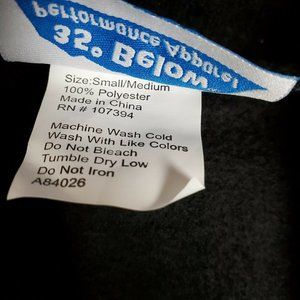 Performance Apparel
32° Below
Size:Small/Medium
100% Polyester
Made in China
RN # 107394
Machine Wash Cold
Wash With Like Colors
Do Not Bleach
Tumble Dry Low
Do Not Iron
A84026